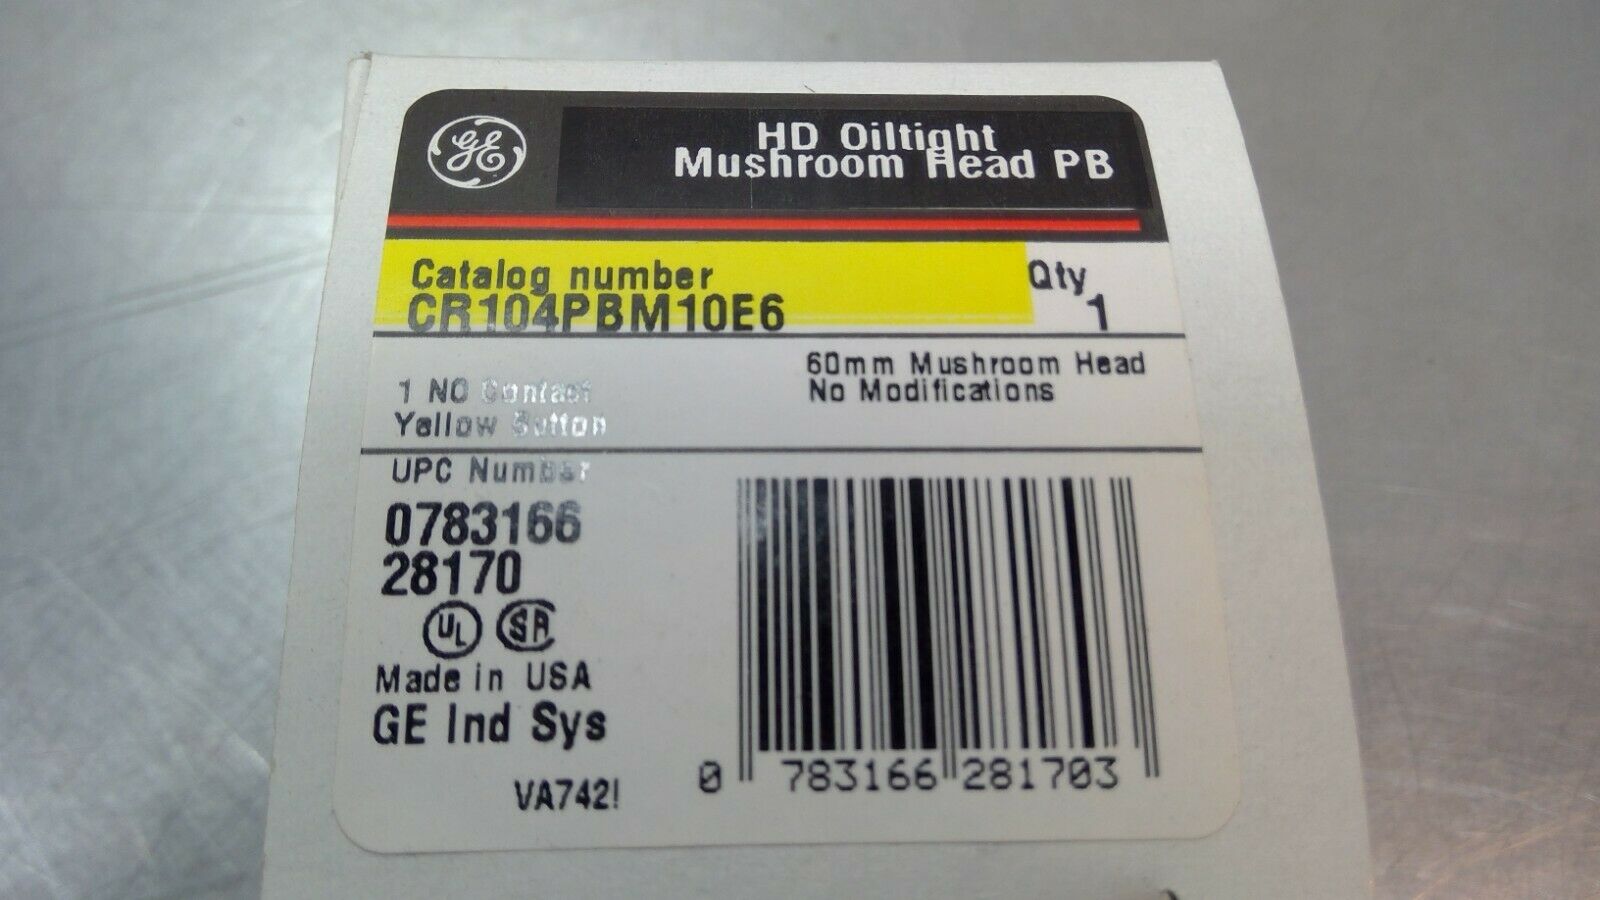 GE
HD Oiltight
Mushroom Head PB
Catalog number
CR104PBM10E6
Qty
1
1 NO Contact
Yellow Button
60mm Mushroom Head
No Modifications
UPC Number
0783166
28170
UL SA
Made in USA
GE Ind Sys
VA742!
0 783166 281703